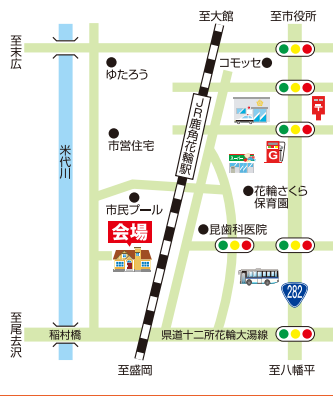 至大館
至市役所
至末広
コモッセ
ゆたろう
JR鹿角花輪駅
市営住宅
米代川
スーパー
G
花輪さくら
保育園
市民プール
昆歯科医院
会場
282
至尾去沢
稲村橋
県道十二所花輪大湯線
至盛岡
至八幡平